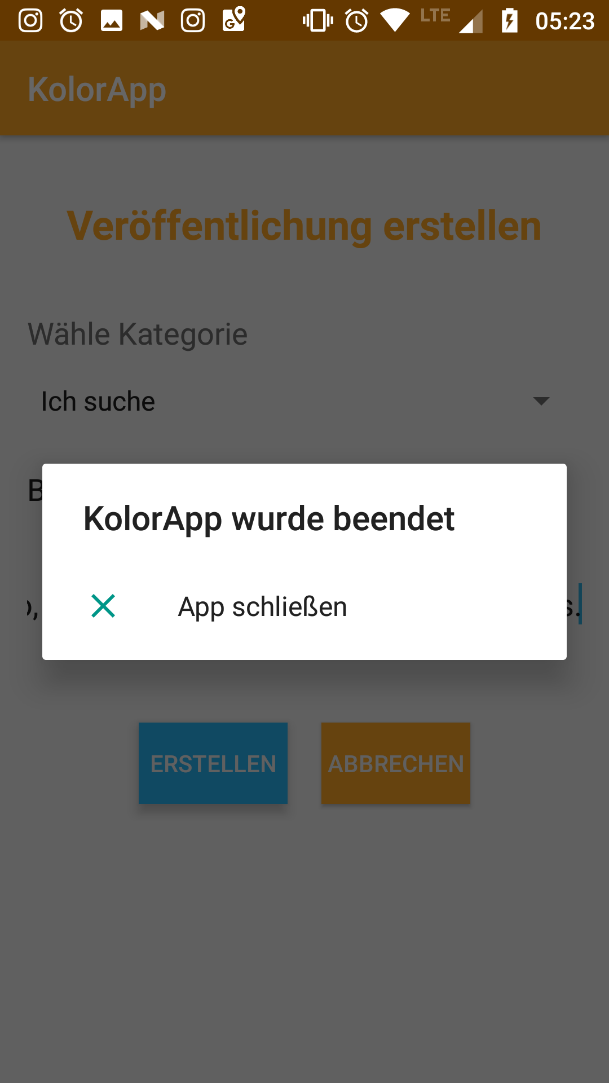 LTE 05:23
KolorApp
Veröffentlichung erstellen
Wähle Kategorie
Ich suche
KolorApp wurde beendet
App schließen
ERSTELLEN ABBRECHEN